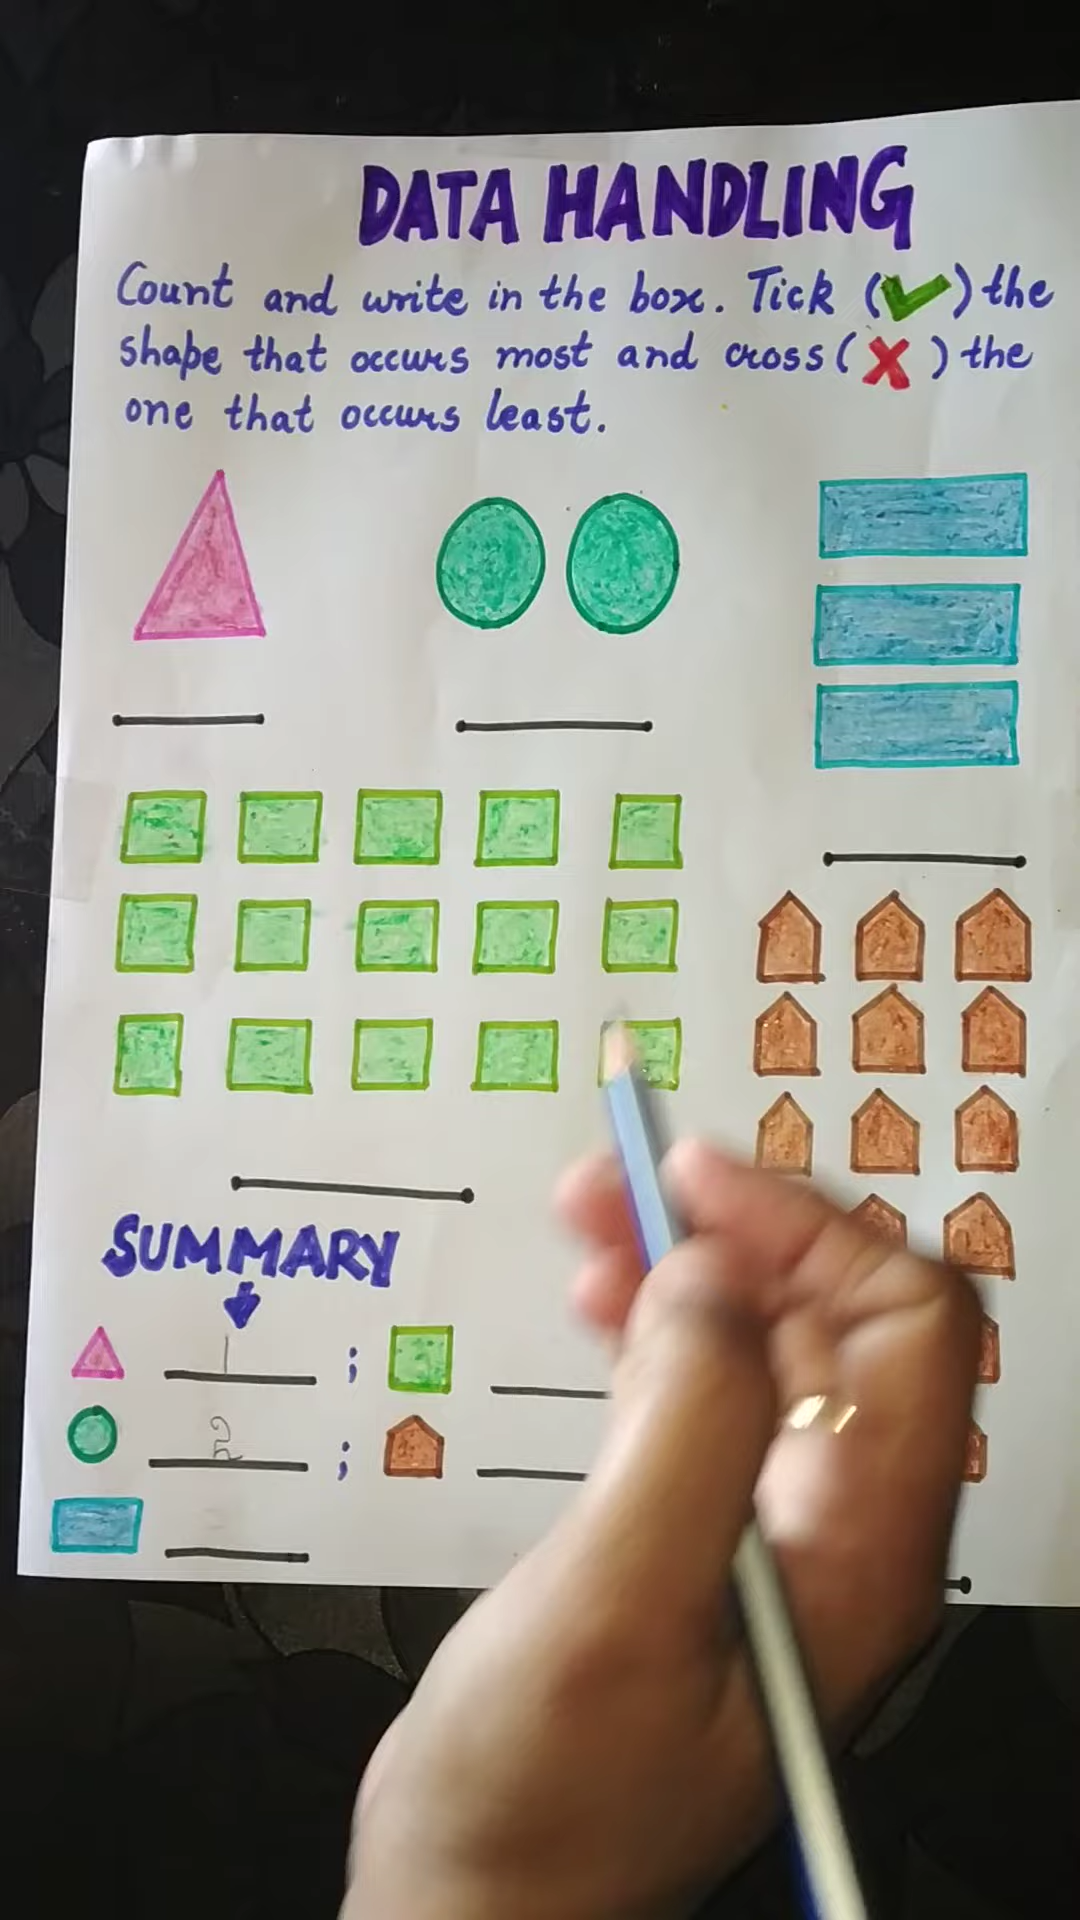 DATA HANDLING
Count and write in the box. Tick (✓) the
shape that occurs most and cross (X) the
one that occurs least.
SUMMARY
1 ;
2 ;